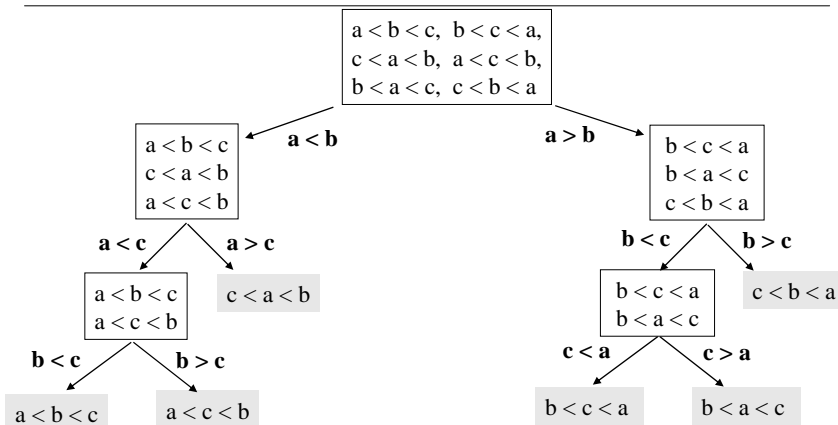 a < b < c, b < c < a,
c < a < b, a < c < b,
b < a < c, c < b < a
a < b
a > b
a < b < c
c < a < b
a < c < b
b < c < a
b < a < c
c < b < a
a < c
a > c
b < c
b > c
a < b < c
a < c < b
c < a < b
b < c < a
b < a < c
c < b < a
b < c
b > c
c < a
c > a
a < b < c
a < c < b
b < c < a
b < a < c